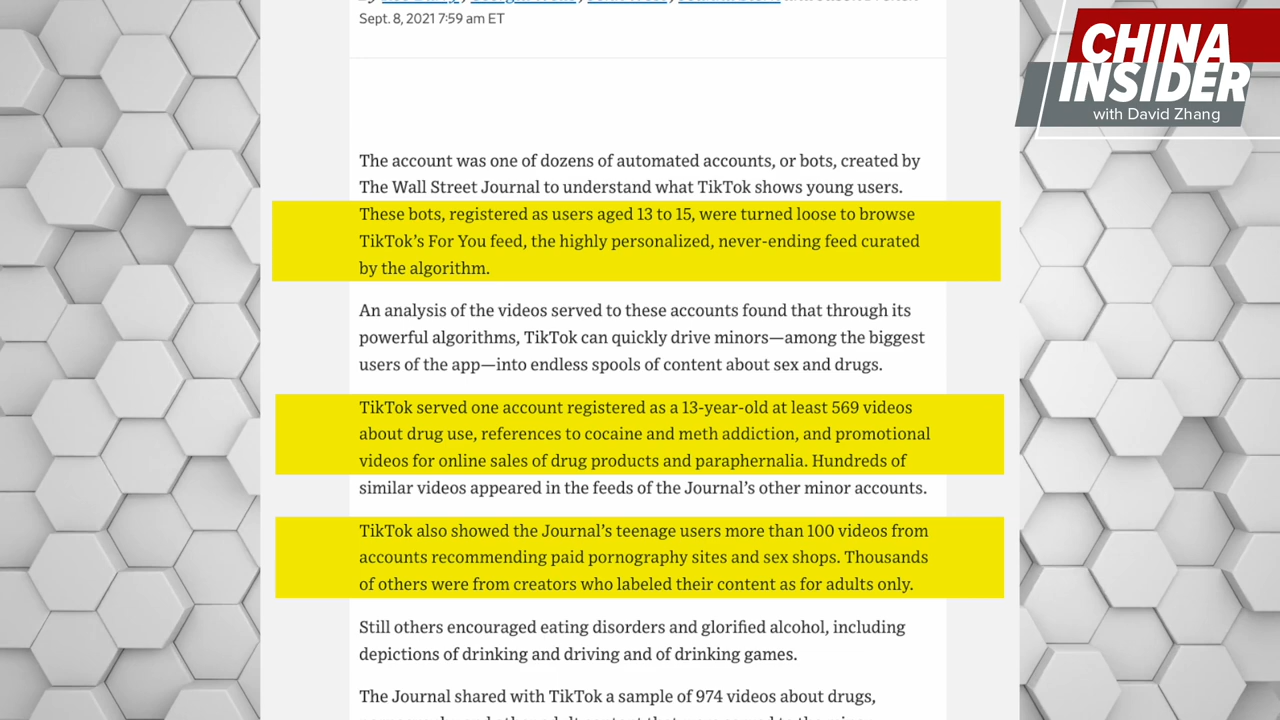 Sept. 8, 2021 7:59 am ET
CHINA
INSIDER
with David Zhang
The account was one of dozens of automated accounts, or bots, created by
The Wall Street Journal to understand what TikTok shows young users.
These bots, registered as users aged 13 to 15, were turned loose to browse
TikTok’s For You feed, the highly personalized, never-ending feed curated
by the algorithm.
An analysis of the videos served to these accounts found that through its
powerful algorithms, TikTok can quickly drive minors—among the biggest
users of the app—into endless spools of content about sex and drugs.
TikTok served one account registered as a 13-year-old at least 569 videos
about drug use, references to cocaine and meth addiction, and promotional
videos for online sales of drug products and paraphernalia. Hundreds of
similar videos appeared in the feeds of the Journal’s other minor accounts.
TikTok also showed the Journal’s teenage users more than 100 videos from
accounts recommending paid pornography sites and sex shops. Thousands
of others were from creators who labeled their content as for adults only.
Still others encouraged eating disorders and glorified alcohol, including
depictions of drinking and driving and of drinking games.
The Journal shared with TikTok a sample of 974 videos about drugs,